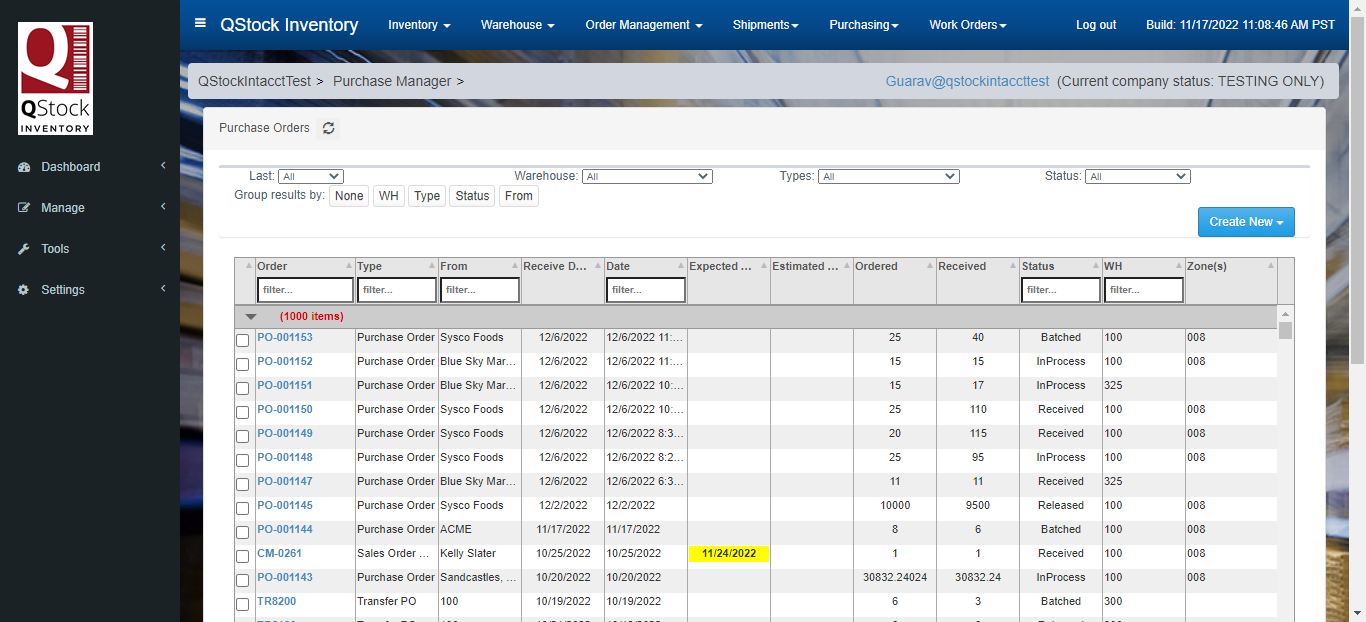 QStock
INVENTORY
Dashboard
Manage
Tools
Settings
QStock Inventory Inventory Warehouse Order Management Shipments Purchasing Work Orders Log out Build: 11/17/2022 11:08:46 AM PST
QStockIntacctTest > Purchase Manager > Guarav@qstockintaccttest (Current company status: TESTING ONLY)
Purchase Orders
Last: All Warehouse: All Types: All Status: All
Group results by: None WH Type Status From
Create New
Order Type From Receive D... Date Expected ... Estimated ... Ordered Received Status WH Zone(s)
filter... filter... filter... filter... filter... filter...
(1000 items)
PO-001153 Purchase Order Sysco Foods 12/6/2022 12/6/2022 11:... 25 40 Batched 100 008
PO-001152 Purchase Order Blue Sky Mar... 12/6/2022 12/6/2022 11:... 15 15 InProcess 100 008
PO-001151 Purchase Order Blue Sky Mar... 12/6/2022 12/6/2022 10:... 15 17 InProcess 325
PO-001150 Purchase Order Sysco Foods 12/6/2022 12/6/2022 10:... 25 110 Received 100 008
PO-001149 Purchase Order Sysco Foods 12/6/2022 12/6/2022 8:3... 20 115 Received 100 008
PO-001148 Purchase Order Sysco Foods 12/6/2022 12/6/2022 8:2... 25 95 InProcess 100 008
PO-001147 Purchase Order Blue Sky Mar... 12/6/2022 12/6/2022 6:3... 11 11 Received 325
PO-001145 Purchase Order Sysco Foods 12/2/2022 12/2/2022 10000 9500 Released 100 008
PO-001144 Purchase Order ACME 11/17/2022 11/17/2022 8 6 Batched 100 008
CM-0261 Sales Order ... Kelly Slater 10/25/2022 10/25/2022 11/24/2022 1 1 Received 100 008
PO-001143 Purchase Order Sandcastles, ... 10/20/2022 10/20/2022 30832.24024 30832.24 InProcess 100 008
TR8200 Transfer PO 100 10/19/2022 10/19/2022 6 3 Batched 300